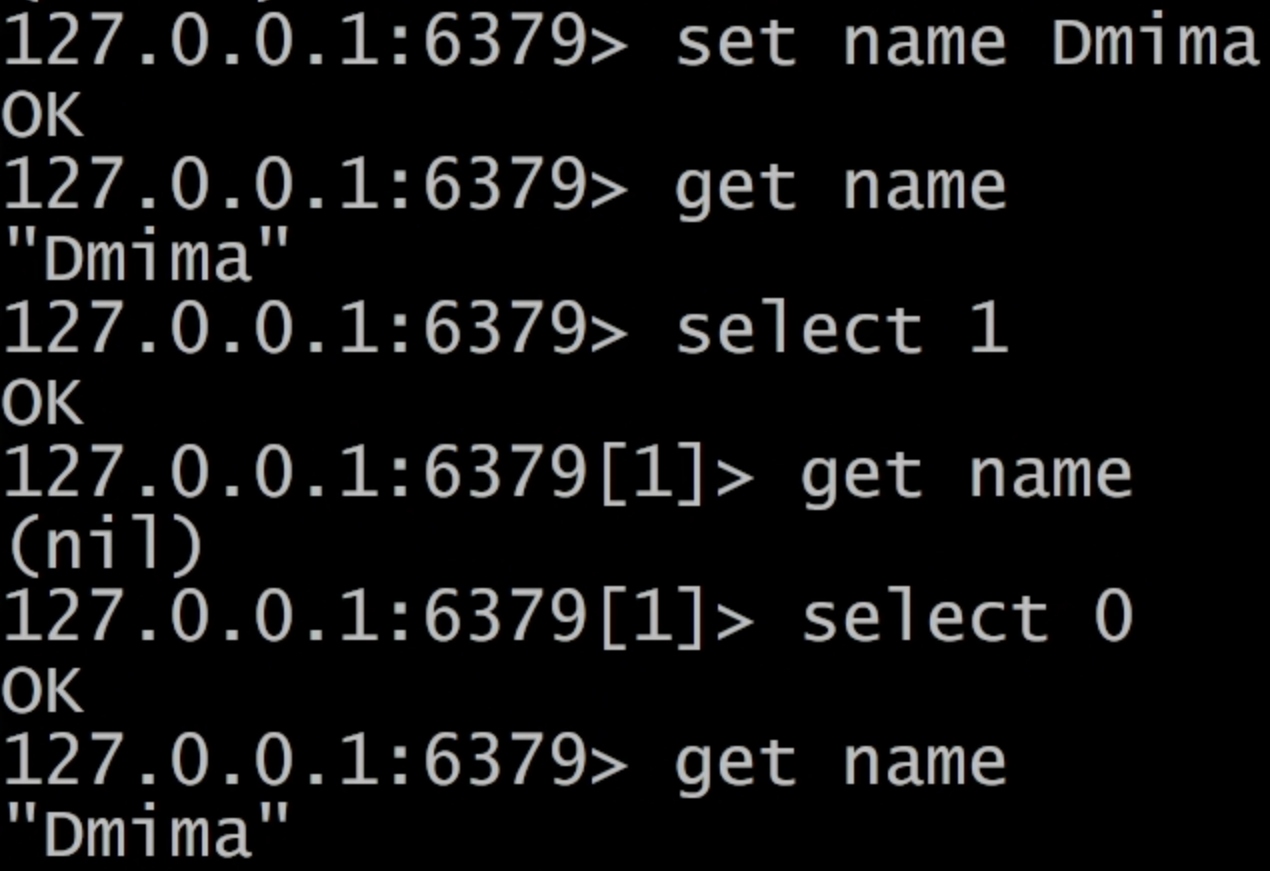 127.0.0.1:6379> set name Dmima
OK
127.0.0.1:6379> get name
"Dmima"
127.0.0.1:6379> select 1
OK
127.0.0.1:6379[1]> get name
(nil)
127.0.0.1:6379[1]> select 0
OK
127.0.0.1:6379> get name
"Dmima"